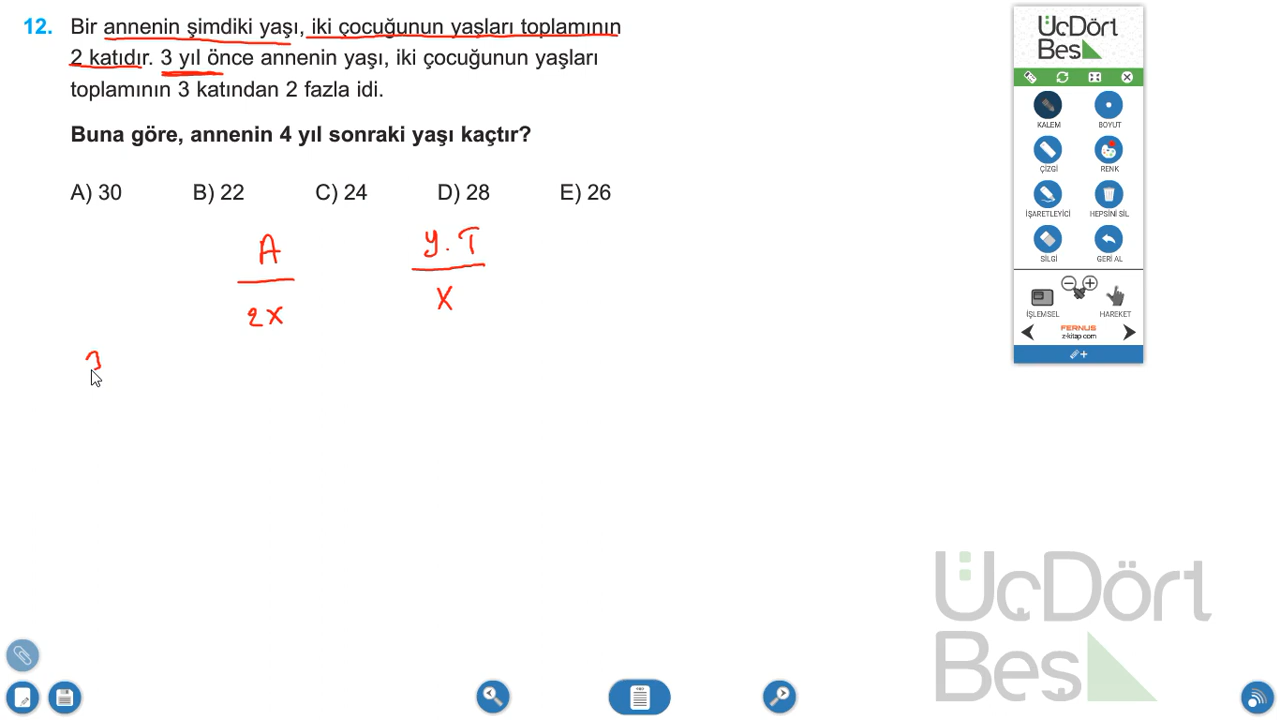 12. Bir annenin şimdiki yaşı, iki çocuğunun yaşları toplamının
2 katıdır. 3 yıl önce annenin yaşı, iki çocuğunun yaşları
toplamının 3 katından 2 fazla idi.
Buna göre, annenin 4 yıl sonraki yaşı kaçtır?
A) 30 B) 22 C) 24 D) 28 E) 26
A y.T
2x x
ÜçDört
Beş
KALEM BOYUT
ÇİZGİ RENK
İŞARETLEYİCİ HEPSİNİ SİL
SİLGİ GERİ AL
İŞLEMSEL HAREKET
FERNUS
z-kitap.com
ÜçDört
Beş